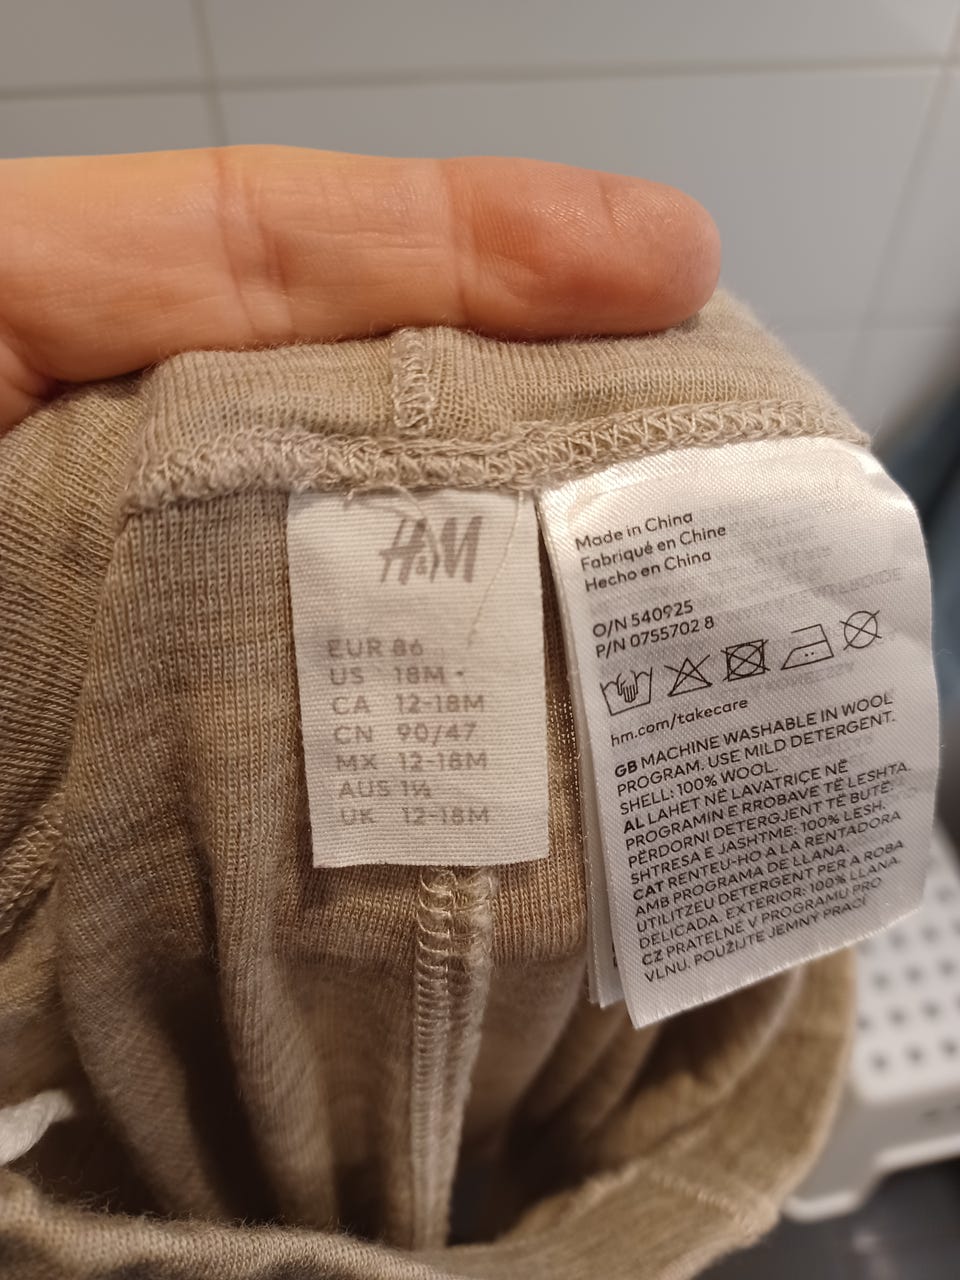 H&M
EUR 86
US 18M -
CA 12-18M
CN 90/47
MX 12-18M
AUS 1½
UK 12-18M
Made in China
Fabriqué en Chine
Hecho en China
O/N 540925
P/N 0755702 8
hm.com/takecare
GB MACHINE WASHABLE IN WOOL
PROGRAM. USE MILD DETERGENT.
SHELL: 100% WOOL.
AL LAHET NË LAVATRIÇE NË
PROGRAMIN E RROBAVE TË LESHTA.
PËRDORNI DETERGJENT TË BUTË.
SHTRESA E JASHTME: 100% LESH.
CAT RENTEU-HO A LA RENTADORA
AMB PROGRAMA DE LLANA.
UTILITZEU DETERGENT PER A ROBA
DELICADA. EXTERIOR: 100% LLANA.
CZ PRATELNÉ V PROGRAMU PRO
VLNU. POUŽIJTE JEMNÝ PRACÍ